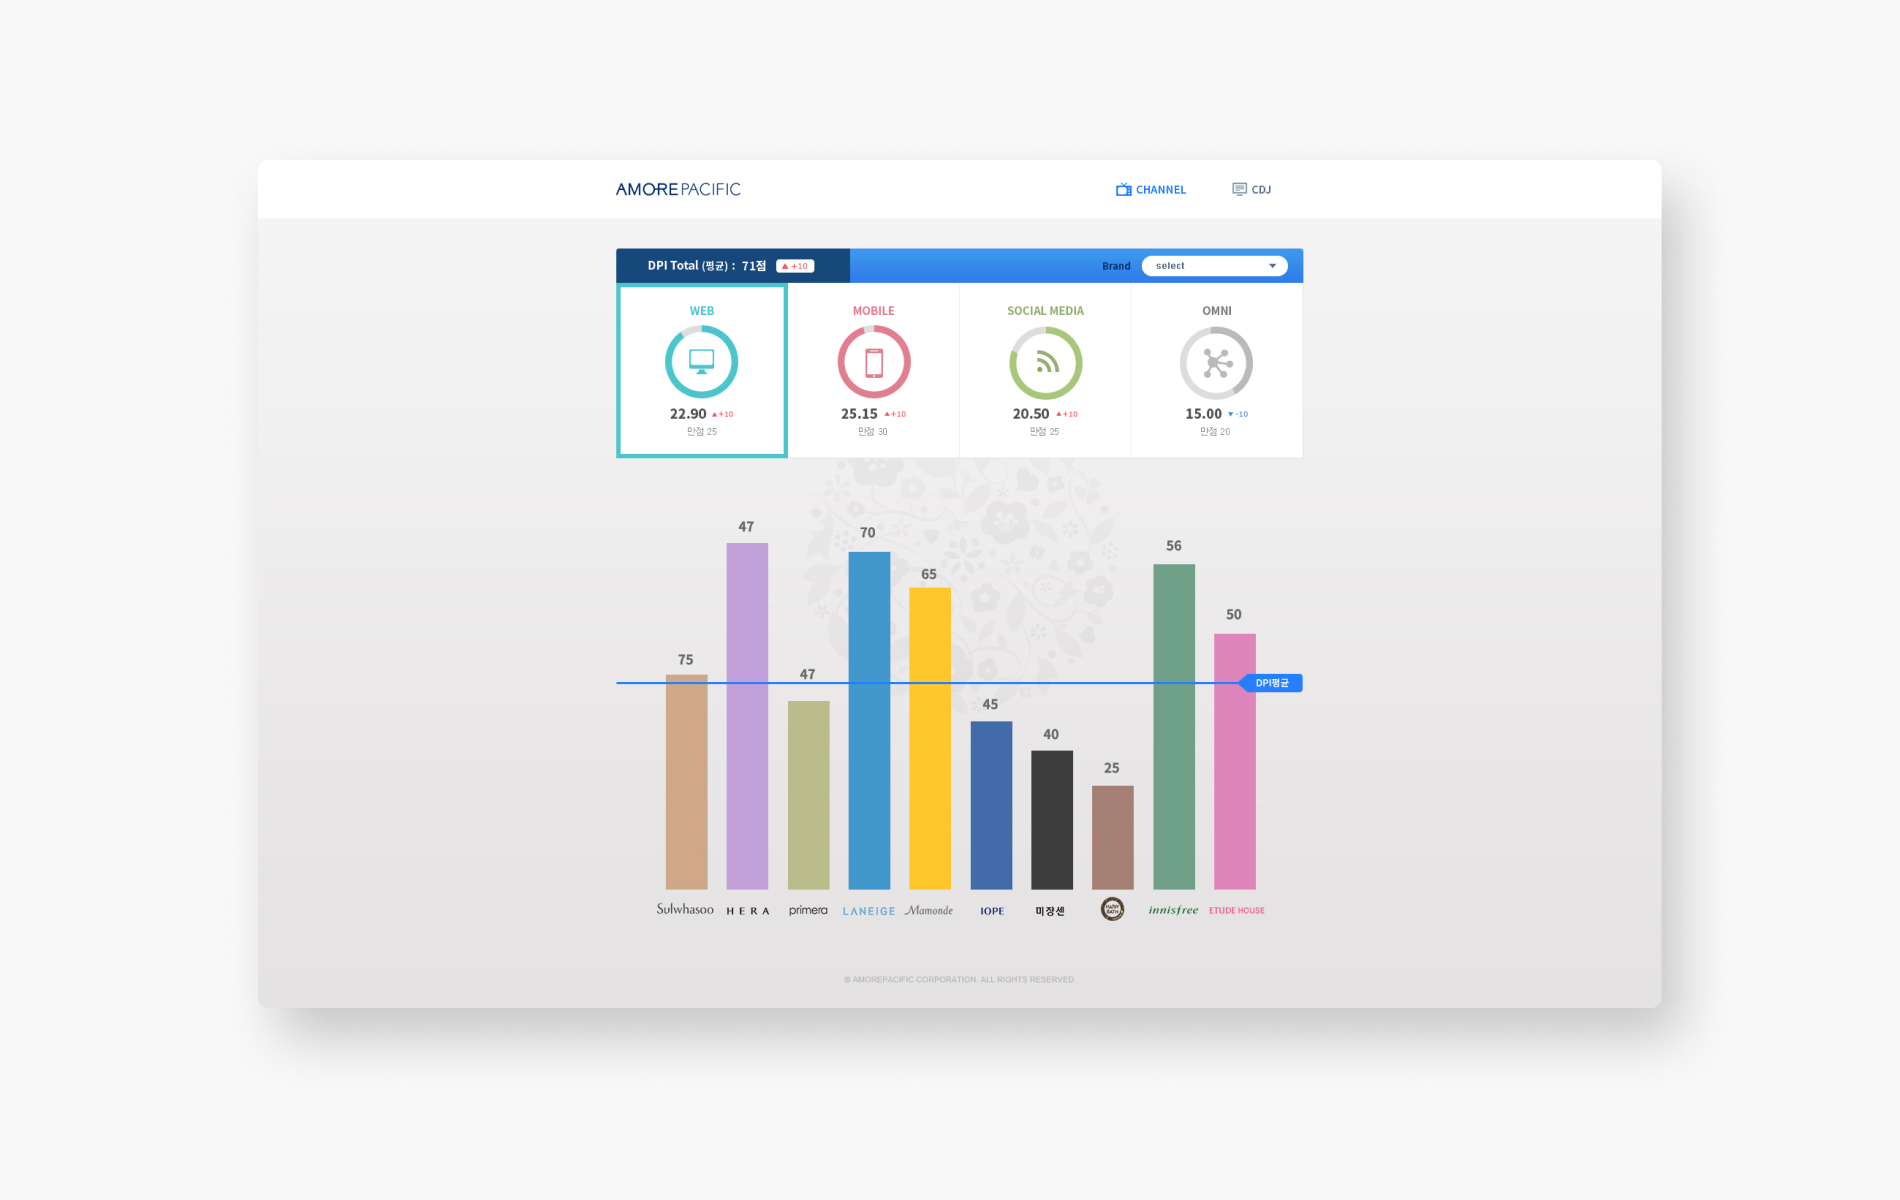 AMOREPACIFIC
CHANNEL
CDJ
DPI Total (평균) : 71점 ▲ +10
Brand
select
WEB
22.90 ▲+10
만점 25
MOBILE
25.15 ▲+10
만점 30
SOCIAL MEDIA
20.50 ▲+10
만점 25
OMNI
15.00 ▼-10
만점 20
75
47
47
70
65
45
40
25
56
50
DPI평균
Sulwhasoo
HERA
primera
LANEIGE
Mamonde
IOPE
미쟝센
HAPPY BATH
innisfree
ETUDE HOUSE
© AMOREPACIFIC CORPORATION. ALL RIGHTS RESERVED.